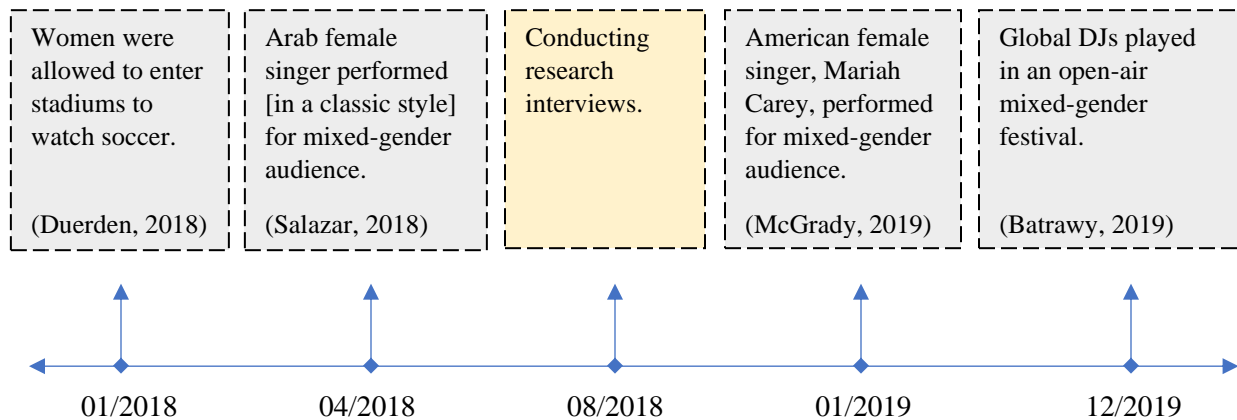 Women were
allowed to enter
stadiums to
watch soccer.
(Duerden, 2018)
Arab female
singer performed
[in a classic style]
for mixed-gender
audience.
(Salazar, 2018)
Conducting
research
interviews.
American female
singer, Mariah
Carey, performed
for mixed-gender
audience.
(McGrady, 2019)
Global DJs played
in an open-air
mixed-gender
festival.
(Batrawy, 2019)
01/2018
04/2018
08/2018
01/2019
12/2019